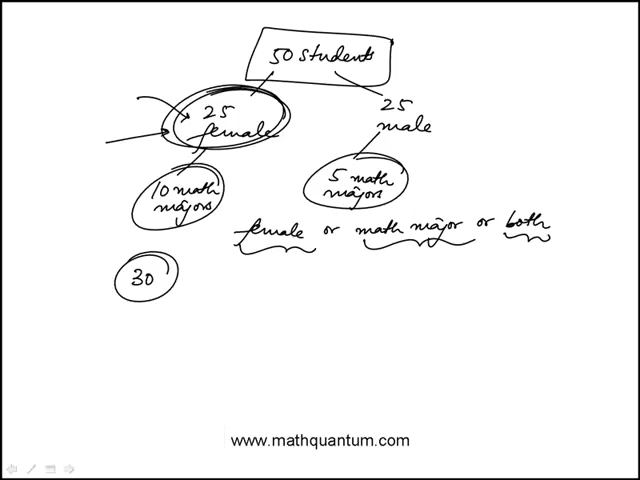 50 students
25
female
25
male
10 math
majors
5 math
majors
female or math major or both
30
www.mathquantum.com